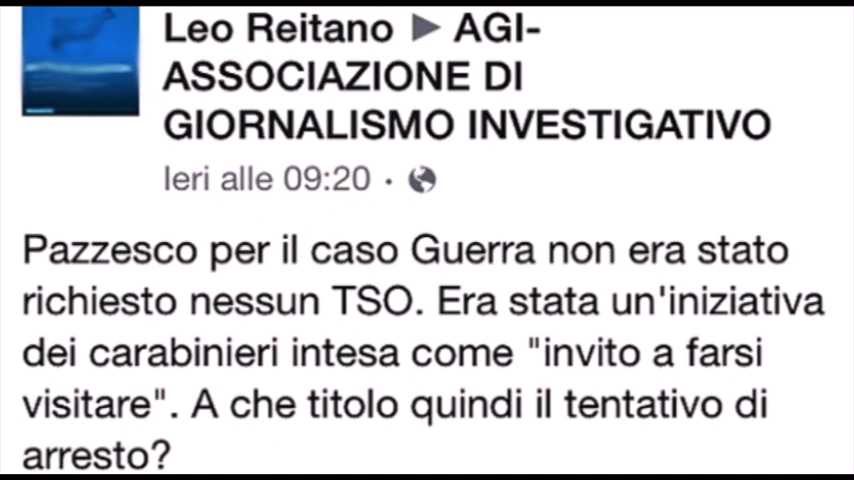 Leo Reitano ▶ AGI-
ASSOCIAZIONE DI
GIORNALISMO INVESTIGATIVO
Ieri alle 09:20 ·
Pazzesco per il caso Guerra non era stato
richiesto nessun TSO. Era stata un'iniziativa
dei carabinieri intesa come "invito a farsi
visitare". A che titolo quindi il tentativo di
arresto?